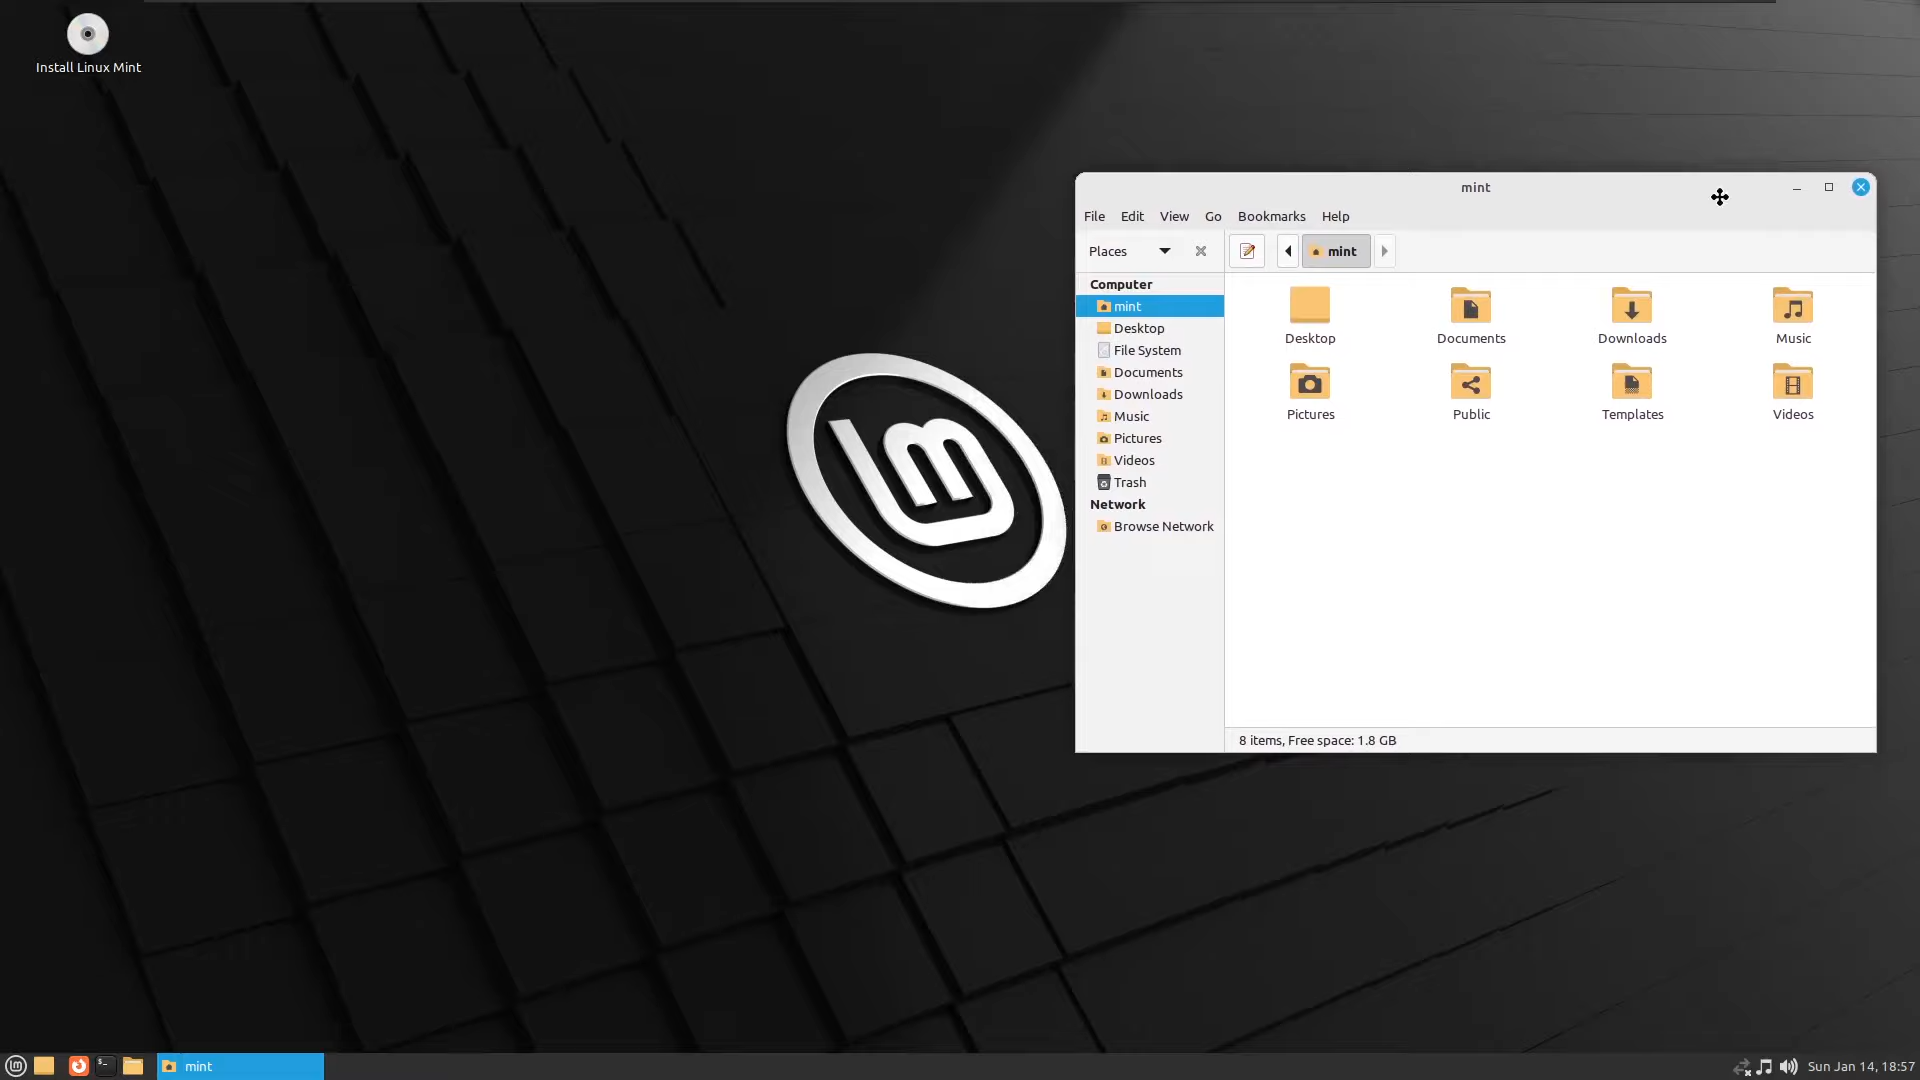 Install Linux Mint
mint
File Edit View Go Bookmarks Help
Places
mint
Computer
mint
Desktop
File System
Documents
Downloads
Music
Pictures
Videos
Trash
Network
Browse Network
Desktop
Documents
Downloads
Music
Pictures
Public
Templates
Videos
8 items, Free space: 1.8 GB
mint
Sun Jan 14, 18:57